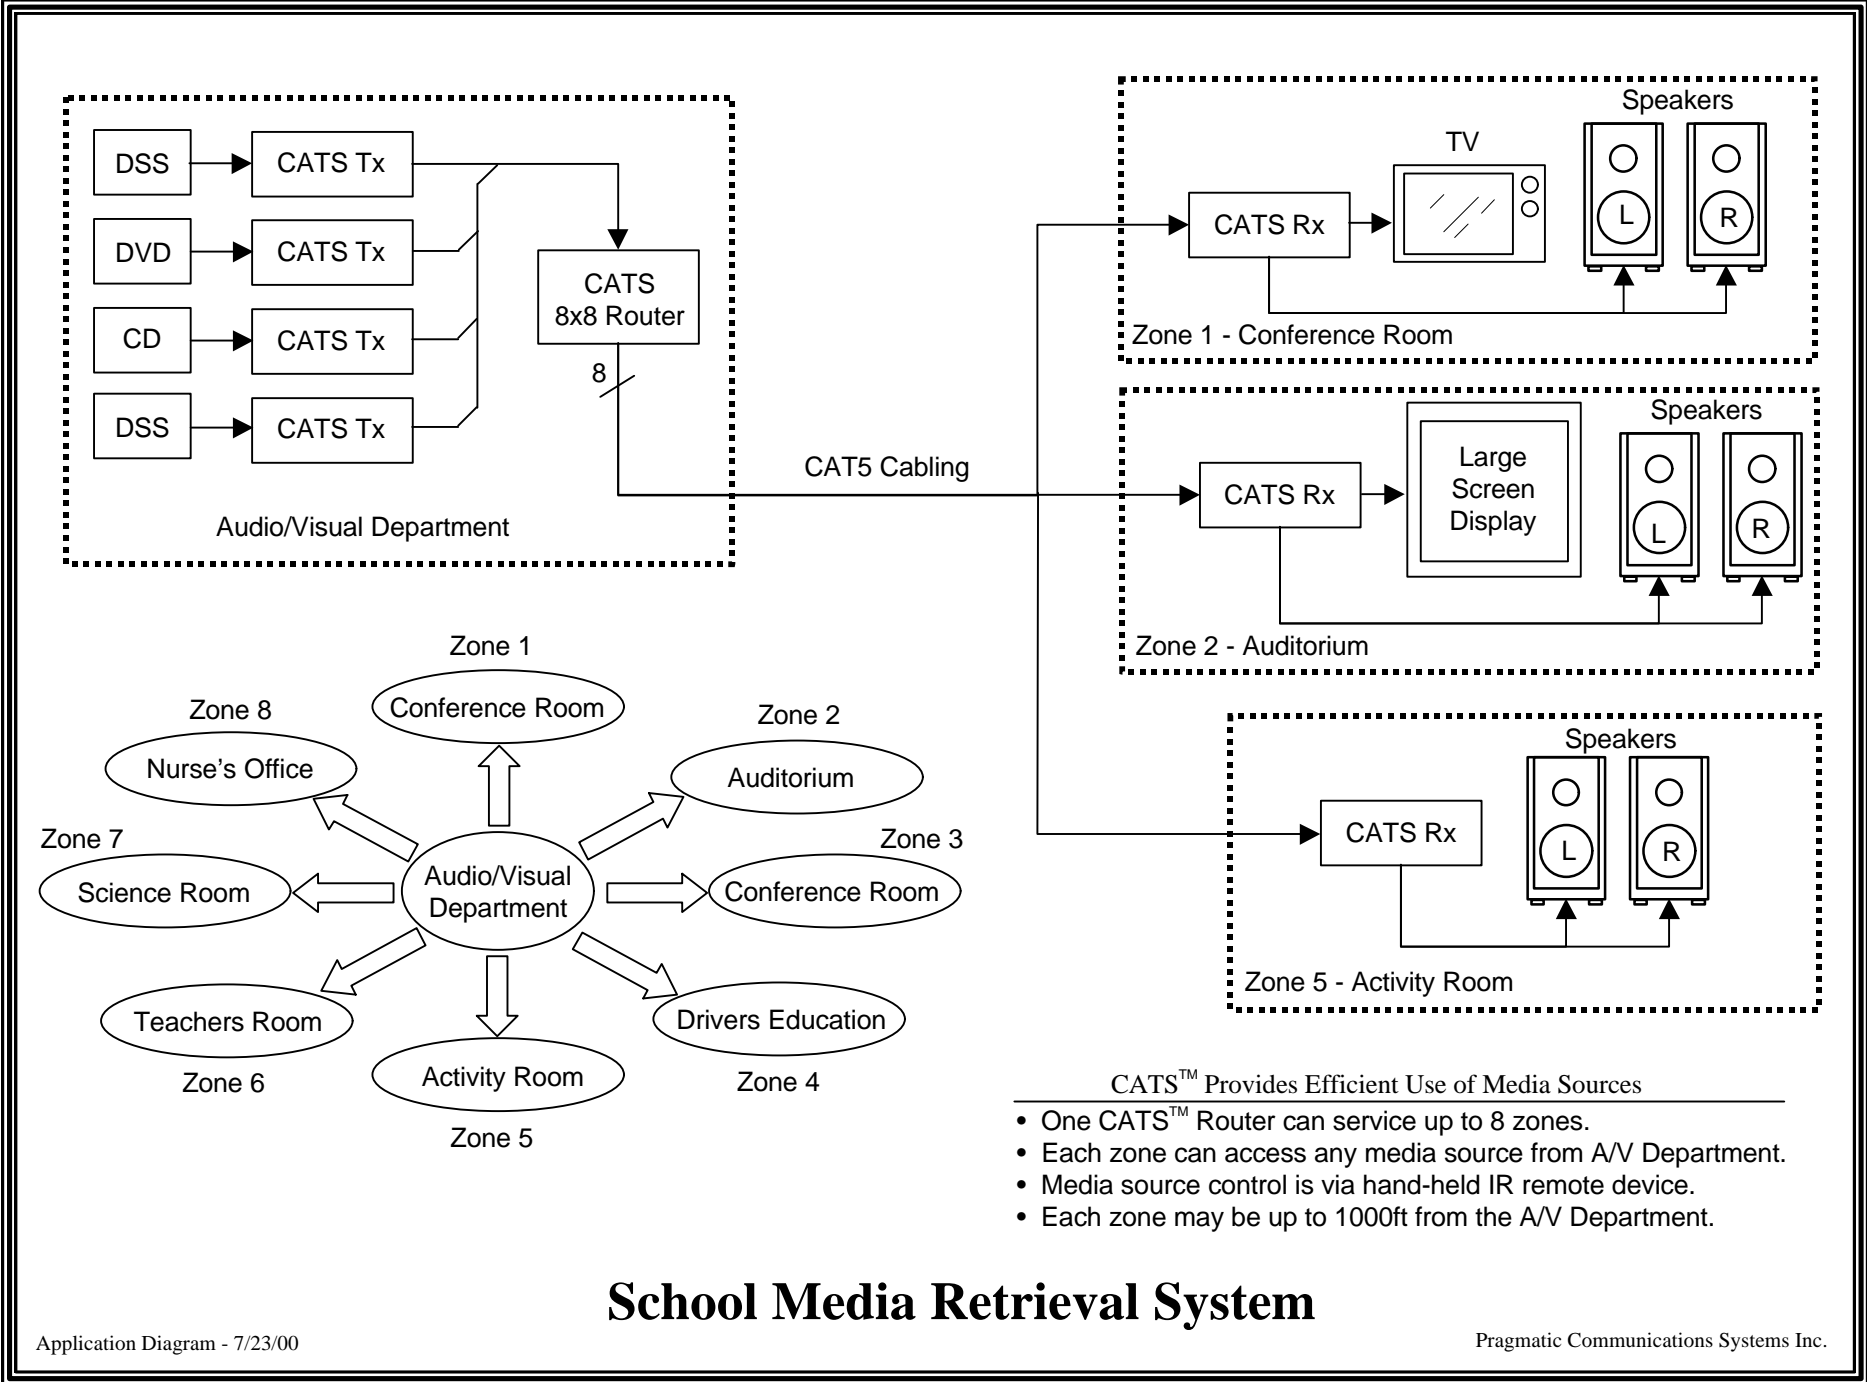 DSS
CATS Tx
DVD
CATS Tx
CD
CATS Tx
DSS
CATS Tx
CATS
8x8 Router
8
Audio/Visual Department
CAT5 Cabling
Speakers
TV
CATS Rx
L
R
Zone 1 - Conference Room
Speakers
CATS Rx
Large
Screen
Display
L
R
Zone 2 - Auditorium
Speakers
CATS Rx
L
R
Zone 5 - Activity Room
Zone 1
Conference Room
Zone 8
Nurse's Office
Zone 2
Auditorium
Zone 7
Science Room
Audio/Visual
Department
Zone 3
Conference Room
Teachers Room
Zone 6
Activity Room
Zone 5
Drivers Education
Zone 4
CATS™ Provides Efficient Use of Media Sources
• One CATS™ Router can service up to 8 zones.
• Each zone can access any media source from A/V Department.
• Media source control is via hand-held IR remote device.
• Each zone may be up to 1000ft from the A/V Department.
School Media Retrieval System
Application Diagram - 7/23/00
Pragmatic Communications Systems Inc.